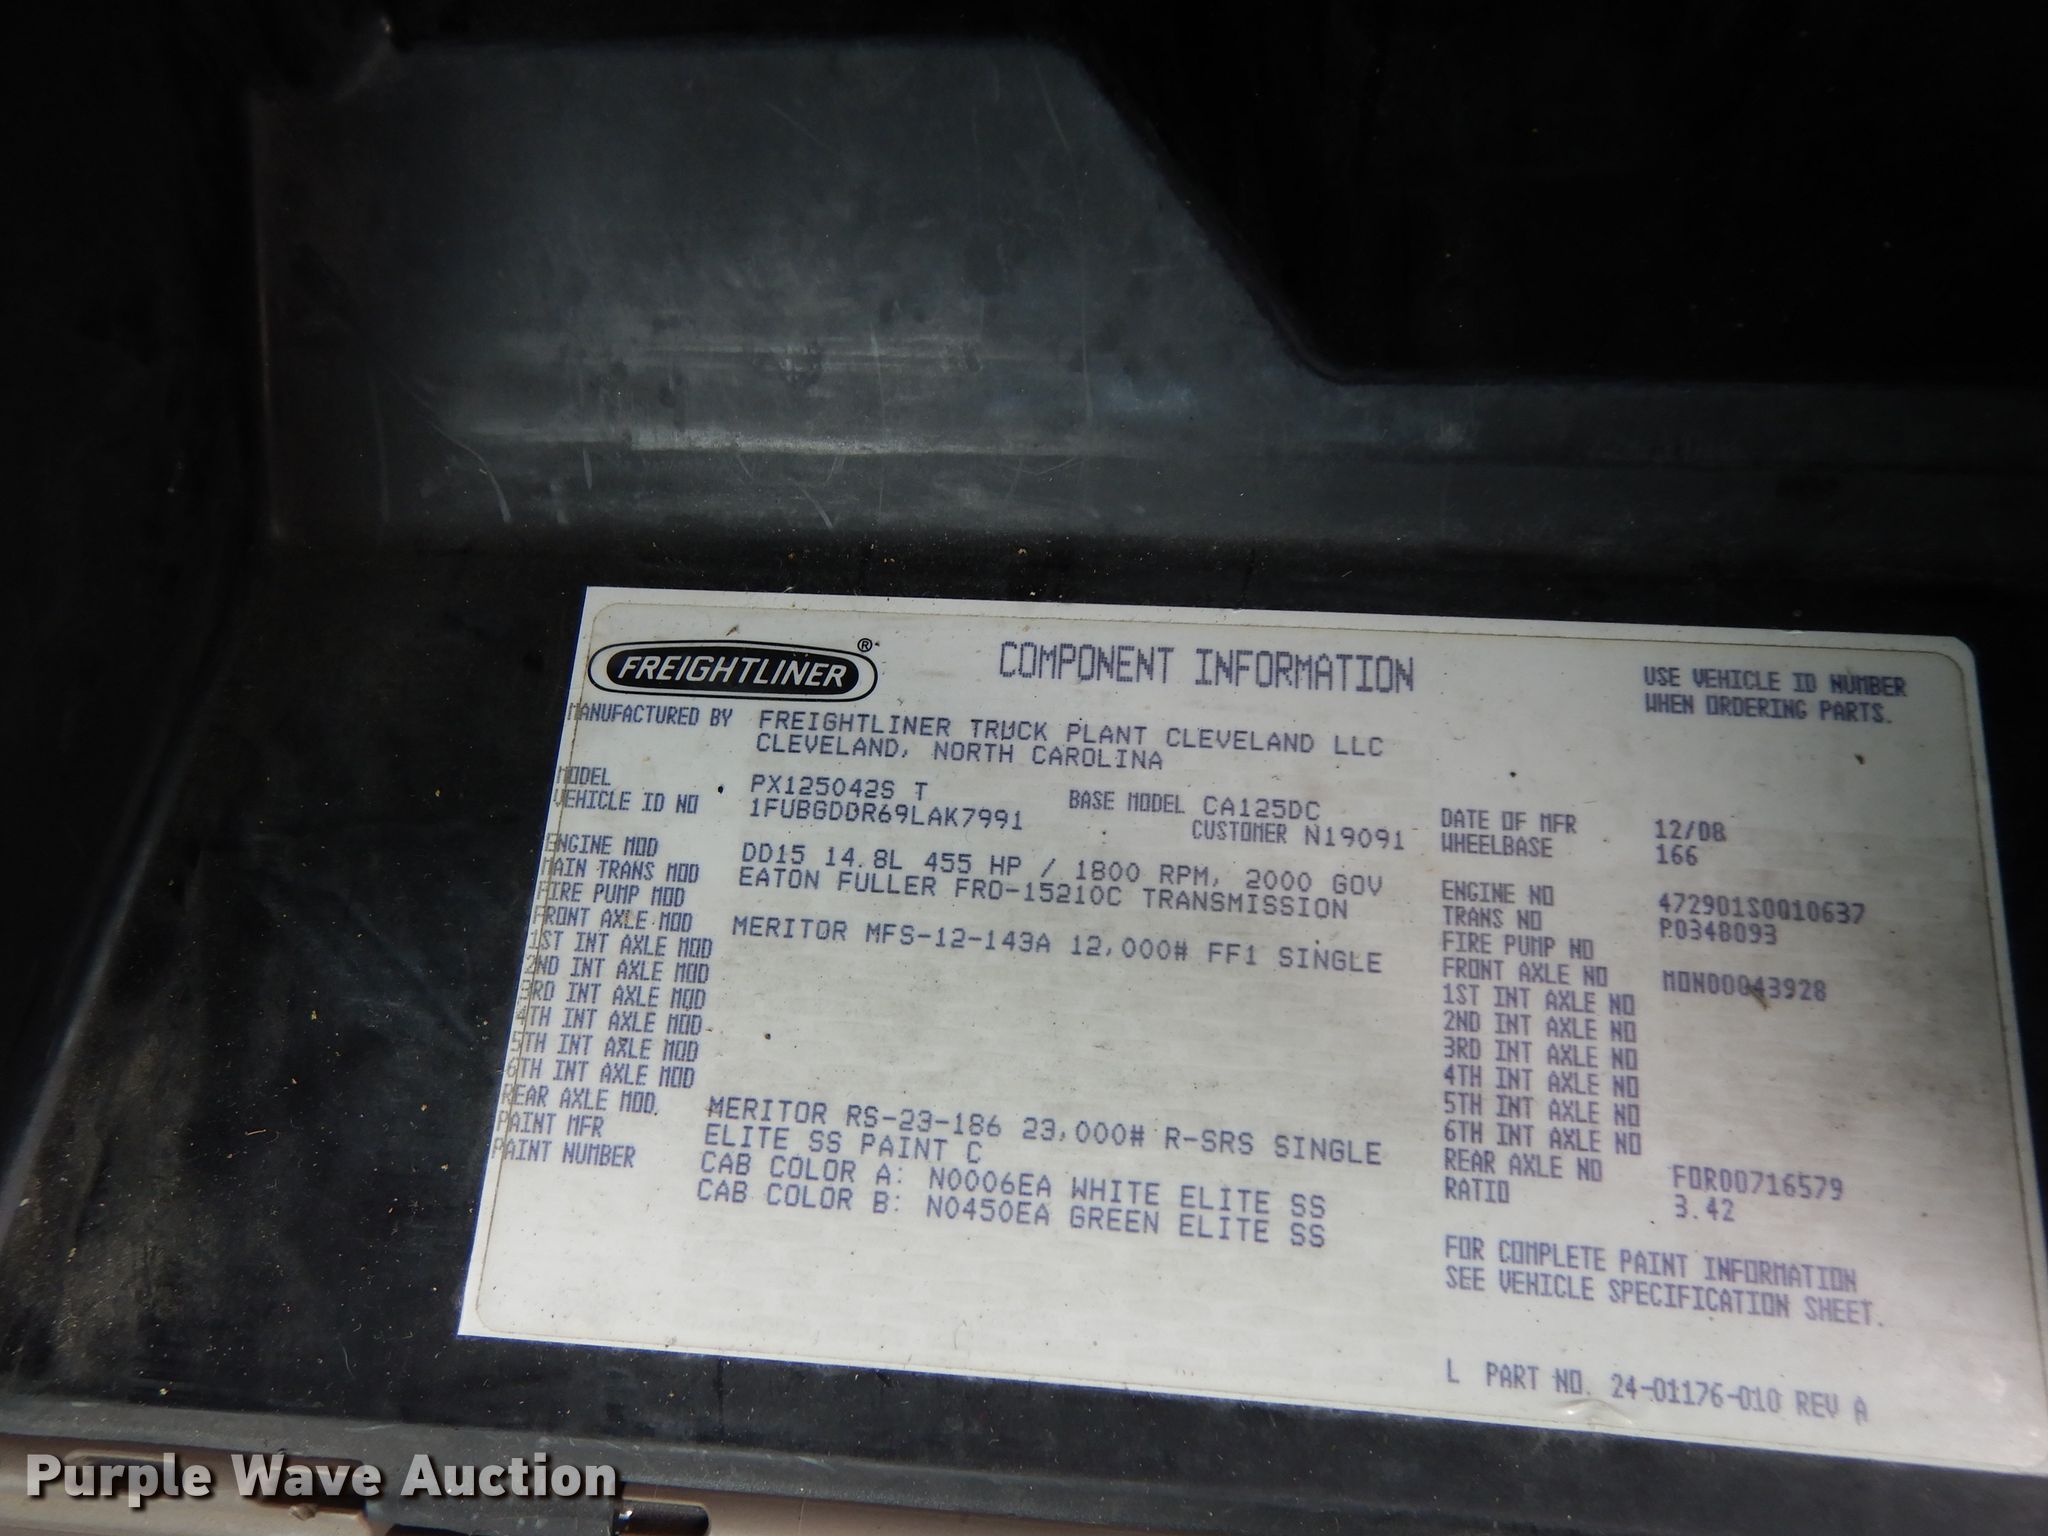 FREIGHTLINER®
COMPONENT INFORMATION
USE VEHICLE ID NUMBER
WHEN ORDERING PARTS.
MANUFACTURED BY FREIGHTLINER TRUCK PLANT CLEVELAND LLC
CLEVELAND, NORTH CAROLINA
MODEL PX125042S T
VEHICLE ID NO 1FUBGDDR69LAK7991
BASE MODEL CA125DC
CUSTOMER N19091
DATE OF MFR 12/08
WHEELBASE 166
ENGINE MOD DD15 14.8L 455 HP / 1800 RPM, 2000 GOV
MAIN TRANS MOD EATON FULLER FRO-15210C TRANSMISSION
FIRE PUMP MOD
FRONT AXLE MOD MERITOR MFS-12-143A 12,000# FF1 SINGLE
1ST INT AXLE MOD
2ND INT AXLE MOD
3RD INT AXLE MOD
4TH INT AXLE MOD
5TH INT AXLE MOD
6TH INT AXLE MOD
REAR AXLE MOD. MERITOR RS-23-186 23,000# R-SRS SINGLE
PAINT MFR ELITE SS PAINT C
PAINT NUMBER CAB COLOR A: N0006EA WHITE ELITE SS
CAB COLOR B: N0450EA GREEN ELITE SS
ENGINE NO 472901S0010637
TRANS NO P0348093
FIRE PUMP NO
FRONT AXLE NO MON00043928
1ST INT AXLE NO
2ND INT AXLE NO
3RD INT AXLE NO
4TH INT AXLE NO
5TH INT AXLE NO
6TH INT AXLE NO
REAR AXLE NO FOR00716579
RATIO 3.42
FOR COMPLETE PAINT INFORMATION
SEE VEHICLE SPECIFICATION SHEET.
L PART NO. 24-01176-010 REV A
Purple Wave Auction